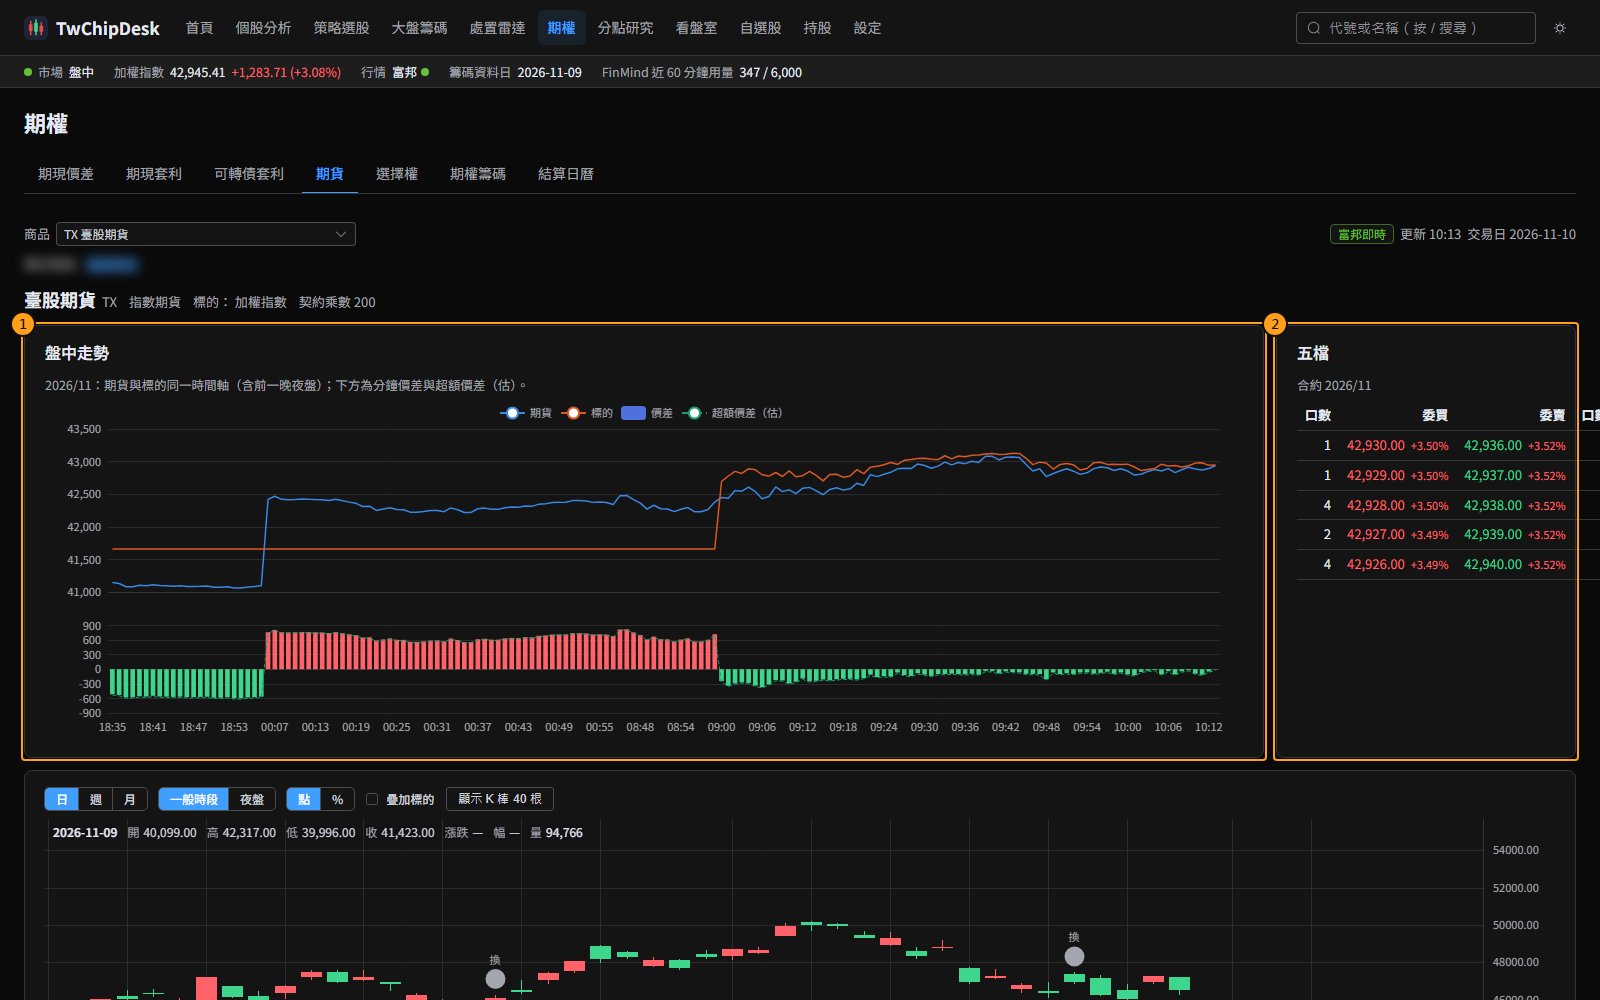 TwChipDesk 首頁 個股分析 策略選股 大盤籌碼 處置雷達 期權 分點研究 看盤室 自選股 持股 設定 代號或名稱（按 / 搜尋）
市場 盤中 加權指數 42,945.41 +1,283.71 (+3.08%) 行情 富邦 籌碼資料日 2026-11-09 FinMind 近 60 分鐘用量 347 / 6,000
期權
期現價差 期現套利 可轉債套利 期貨 選擇權 期權籌碼 結算日曆
商品 TX 臺股期貨 富邦即時 更新 10:13 交易日 2026-11-10
臺股期貨 TX 指數期貨 標的： 加權指數 契約乘數 200
1
盤中走勢
2026/11：期貨與標的同一時間軸（含前一晚夜盤）；下方為分鐘價差與超額價差（估）。
期貨 標的 價差 超額價差（估）
43,500
43,000
42,500
42,000
41,500
41,000
900
600
300
0
-300
-600
-900
18:35 18:41 18:47 18:53 00:07 00:13 00:19 00:25 00:31 00:37 00:43 00:49 00:55 08:48 08:54 09:00 09:06 09:12 09:18 09:24 09:30 09:36 09:42 09:48 09:54 10:00 10:06 10:12
2
五檔
合約 2026/11
口數 委買 委賣
1 42,930.00 +3.50% 42,936.00 +3.52%
1 42,929.00 +3.50% 42,937.00 +3.52%
4 42,928.00 +3.50% 42,938.00 +3.52%
2 42,927.00 +3.49% 42,939.00 +3.52%
4 42,926.00 +3.49% 42,940.00 +3.52%
日 週 月 一般時段 夜盤 點 % 疊加標的 顯示 K 棒 40 根
2026-11-09 開 40,099.00 高 42,317.00 低 39,996.00 收 41,423.00 漲跌 — 幅 — 量 94,766
54000.00
52000.00
50000.00
48000.00
46000.00
換
換